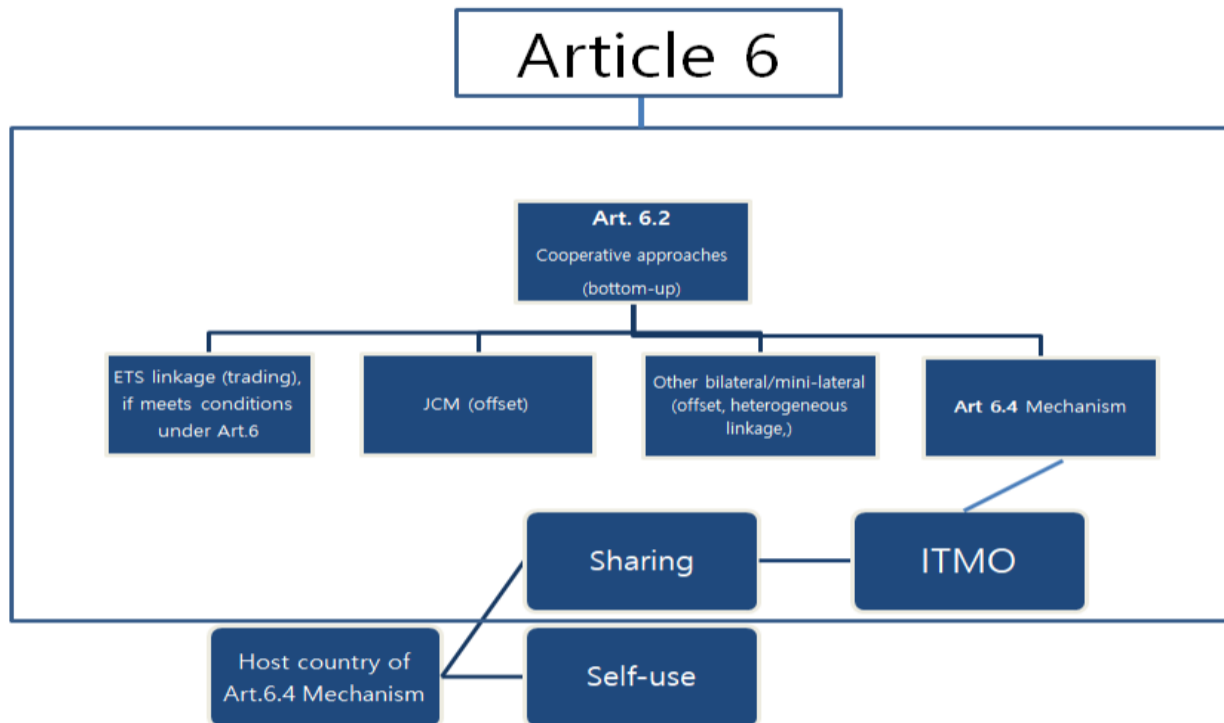 Article 6
Art. 6.2
Cooperative approaches
(bottom-up)
ETS linkage (trading),
if meets conditions
under Art.6
JCM (offset)
Other bilateral/mini-lateral
(offset, heterogeneous
linkage,)
Art 6.4 Mechanism
Sharing
ITMO
Host country of
Art.6.4 Mechanism
Self-use